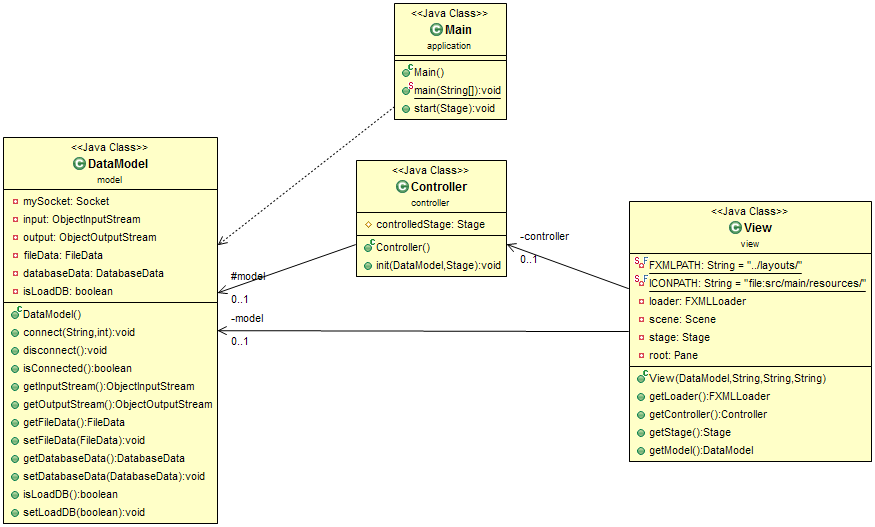 <<Java Class>>
Main
application
Main()
main(String[]):void
start(Stage):void
<<Java Class>>
DataModel
model
mySocket: Socket
input: ObjectInputStream
output: ObjectOutputStream
fileData: FileData
databaseData: DatabaseData
isLoadDB: boolean
DataModel()
connect(String,int):void
disconnect():void
isConnected():boolean
getInputStream():ObjectInputStream
getOutputStream():ObjectOutputStream
getFileData():FileData
setFileData(FileData):void
getDatabaseData():DatabaseData
setDatabaseData(DatabaseData):void
isLoadDB():boolean
setLoadDB(boolean):void
<<Java Class>>
Controller
controller
controlledStage: Stage
Controller()
init(DataModel,Stage):void
#model
0..1
-model
0..1
-controller
0..1
<<Java Class>>
View
view
FXMLPATH: String = "../layouts/"
ICONPATH: String = "file:src/main/resources/"
loader: FXMLLoader
scene: Scene
stage: Stage
root: Pane
View(DataModel,String,String,String)
getLoader():FXMLLoader
getController():Controller
getStage():Stage
getModel():DataModel